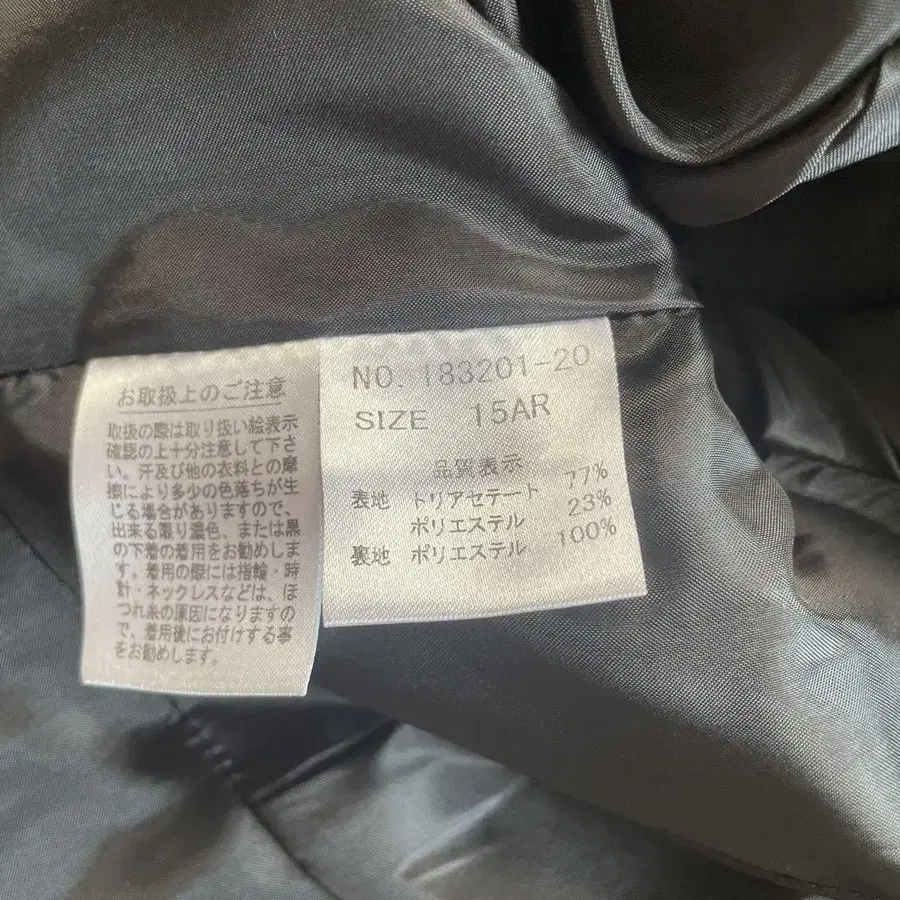 お取扱上のご注意
取扱の際は取り扱い絵表示
確認の上十分注意して下さ
い。汗及び他の衣料との摩
擦により多少の色落ちが生
じる場合がありますので、
出来る限り濃色、または黒
の下着の着用をお勧めしま
す。着用の際には指輪・時
計・ネックレスなどは、ほ
つれ糸の原因になりますの
で、着用後にお付けする事
をお勧めします。
NO. 183201-20
SIZE 15AR
品質表示
表地 トリアセテート 77%
ポリエステル 23%
裏地 ポリエステル 100%